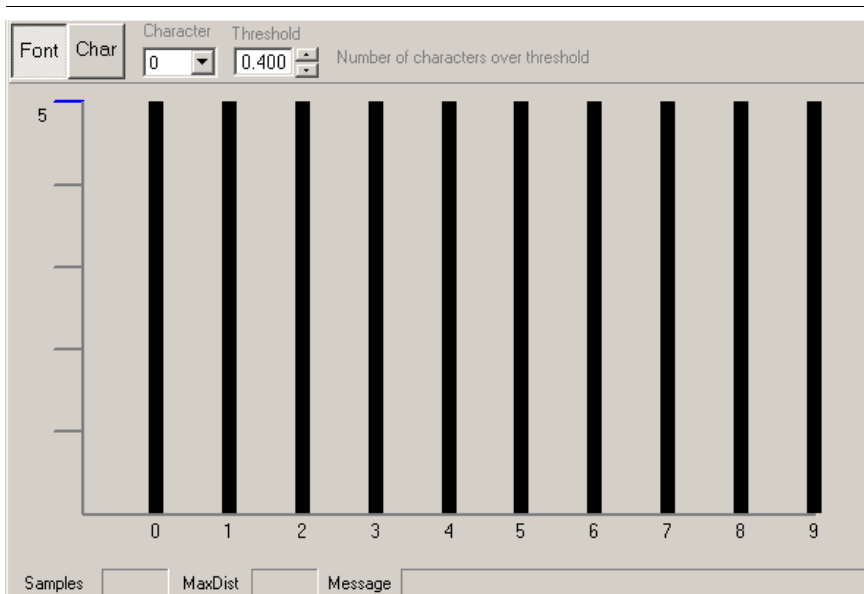 Font Char Character Threshold
0 0.400 Number of characters over threshold
5
0 1 2 3 4 5 6 7 8 9
Samples MaxDist Message